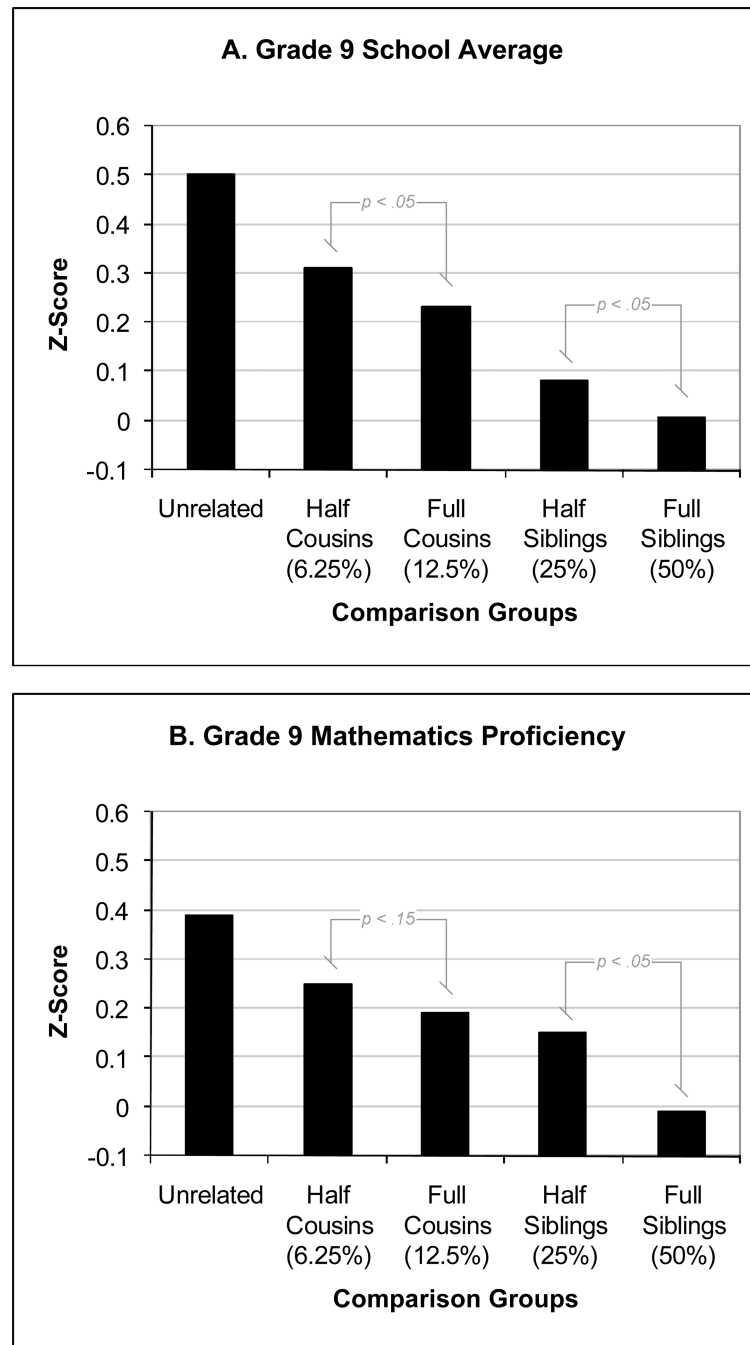 A. Grade 9 School Average
0.6
0.5
0.4
0.3
0.2
0.1
0
-0.1
Z-Score
p < .05
p < .05
Unrelated
Half
Cousins
(6.25%)
Full
Cousins
(12.5%)
Half
Siblings
(25%)
Full
Siblings
(50%)
Comparison Groups
B. Grade 9 Mathematics Proficiency
0.6
0.5
0.4
0.3
0.2
0.1
0
-0.1
Z-Score
p < .15
p < .05
Unrelated
Half
Cousins
(6.25%)
Full
Cousins
(12.5%)
Half
Siblings
(25%)
Full
Siblings
(50%)
Comparison Groups